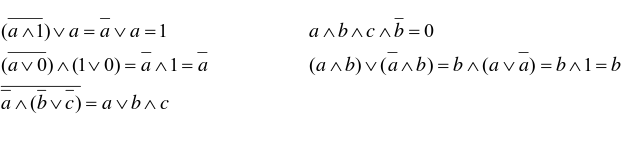 (a̅ ̅∧̅ ̅1̅) ∨ a = a̅ ∨ a = 1
a ∧ b ∧ c ∧ b̅ = 0
(a̅ ̅∨̅ ̅0̅) ∧ (1 ∨ 0) = a̅ ∧ 1 = a̅
(a ∧ b) ∨ (a̅ ∧ b) = b ∧ (a ∨ a̅) = b ∧ 1 = b
a̿ ̅∧̅ ̅(̅b̿ ̅∨̅ ̅c̿)̅ = a ∨ b ∧ c